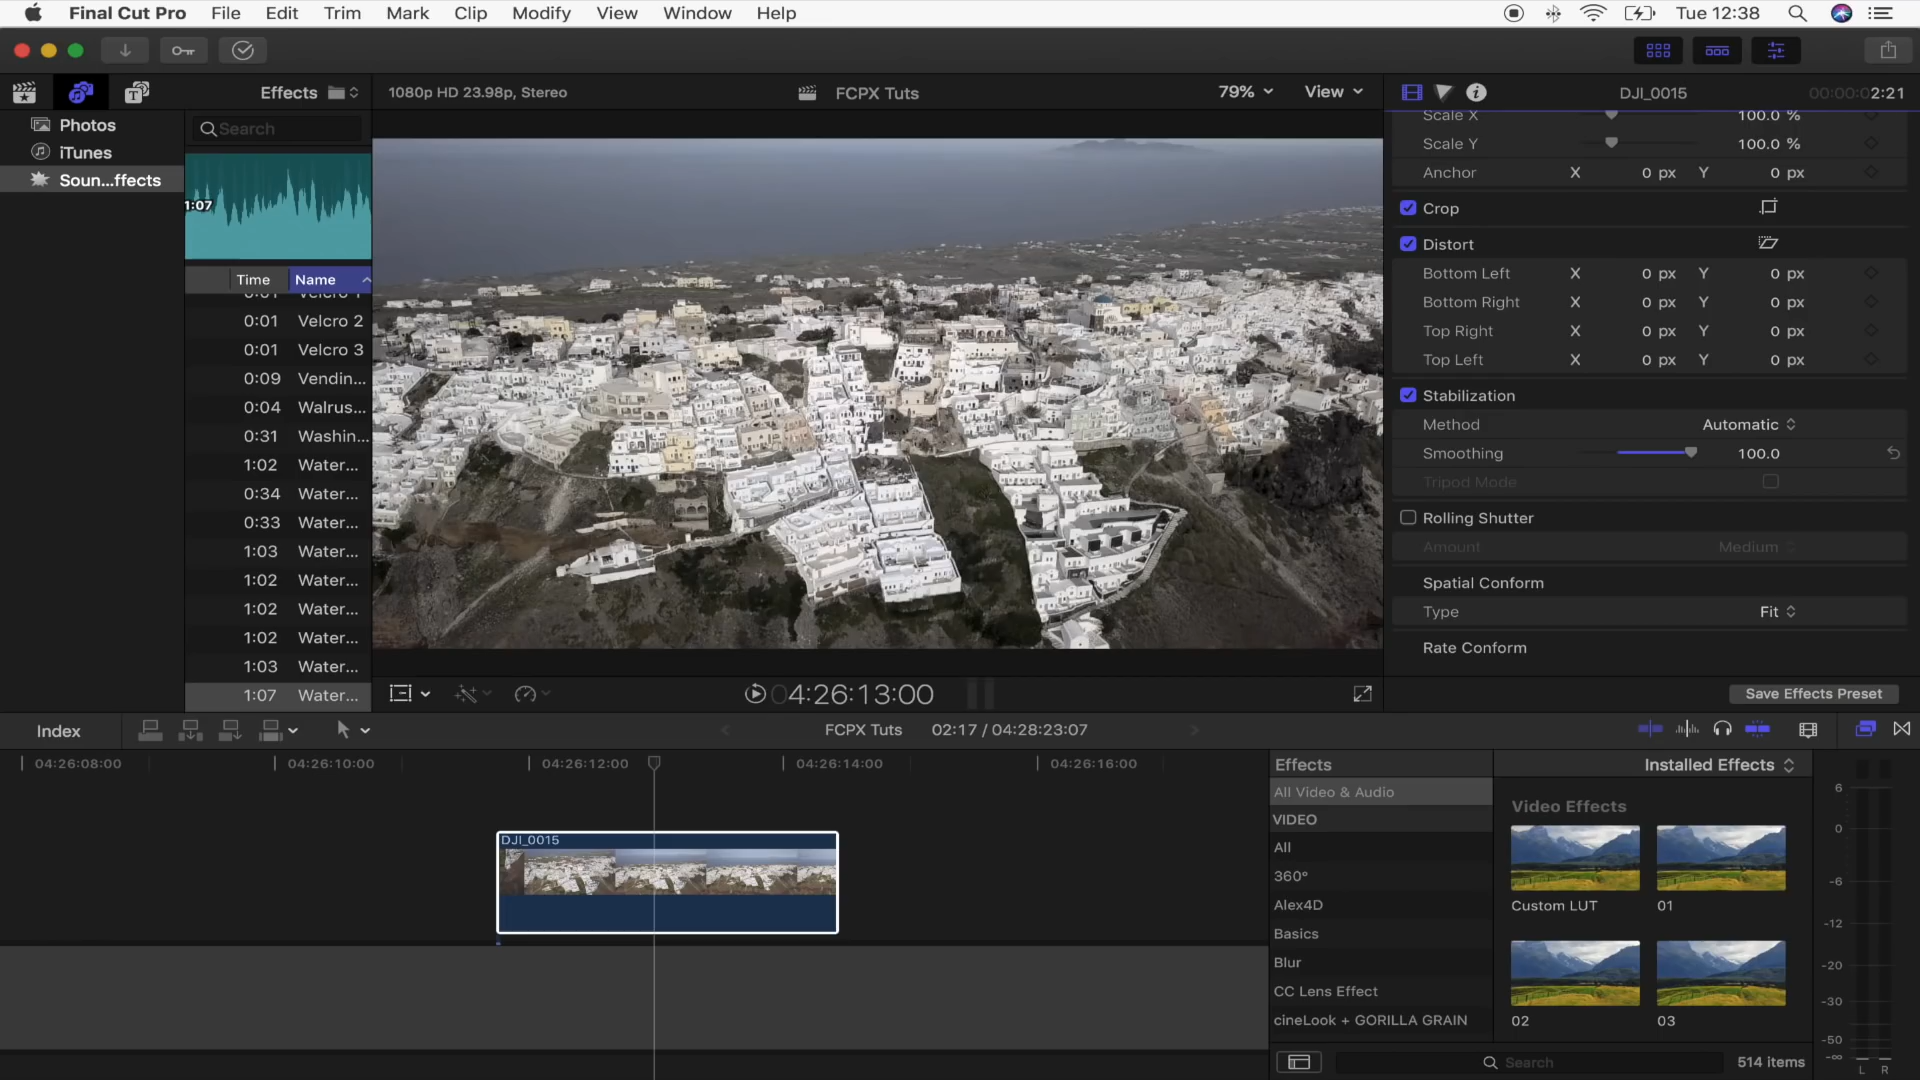 Final Cut Pro File Edit Trim Mark Clip Modify View Window Help Tue 12:38
Effects 1080p HD 23.98p, Stereo FCPX Tuts 79% View DJI_0015 00:00:02:21
Photos
iTunes
Soun...ffects
Search
1:07
Time Name
0:01 Velcro 1
0:01 Velcro 2
0:01 Velcro 3
0:09 Vendin...
0:04 Walrus...
0:31 Washin...
1:02 Water...
0:34 Water...
0:33 Water...
1:03 Water...
1:02 Water...
1:02 Water...
1:02 Water...
1:03 Water...
1:07 Water...
Scale X 100.0 %
Scale Y 100.0 %
Anchor X 0 px Y 0 px
Crop
Distort
Bottom Left X 0 px Y 0 px
Bottom Right X 0 px Y 0 px
Top Right X 0 px Y 0 px
Top Left X 0 px Y 0 px
Stabilization
Method Automatic
Smoothing 100.0
Tripod Mode
Rolling Shutter
Amount Medium
Spatial Conform
Type Fit
Rate Conform
04:26:13:00
Save Effects Preset
Index FCPX Tuts 02:17 / 04:28:23:07
04:26:08:00 04:26:10:00 04:26:12:00 04:26:14:00 04:26:16:00
DJI_0015
Effects Installed Effects
All Video & Audio
VIDEO
All
360°
Alex4D
Basics
Blur
CC Lens Effect
cineLook + GORILLA GRAIN
Video Effects
Custom LUT 01
02 03
Search 514 items
6
0
-6
-12
-20
-30
-50
-∞
L R